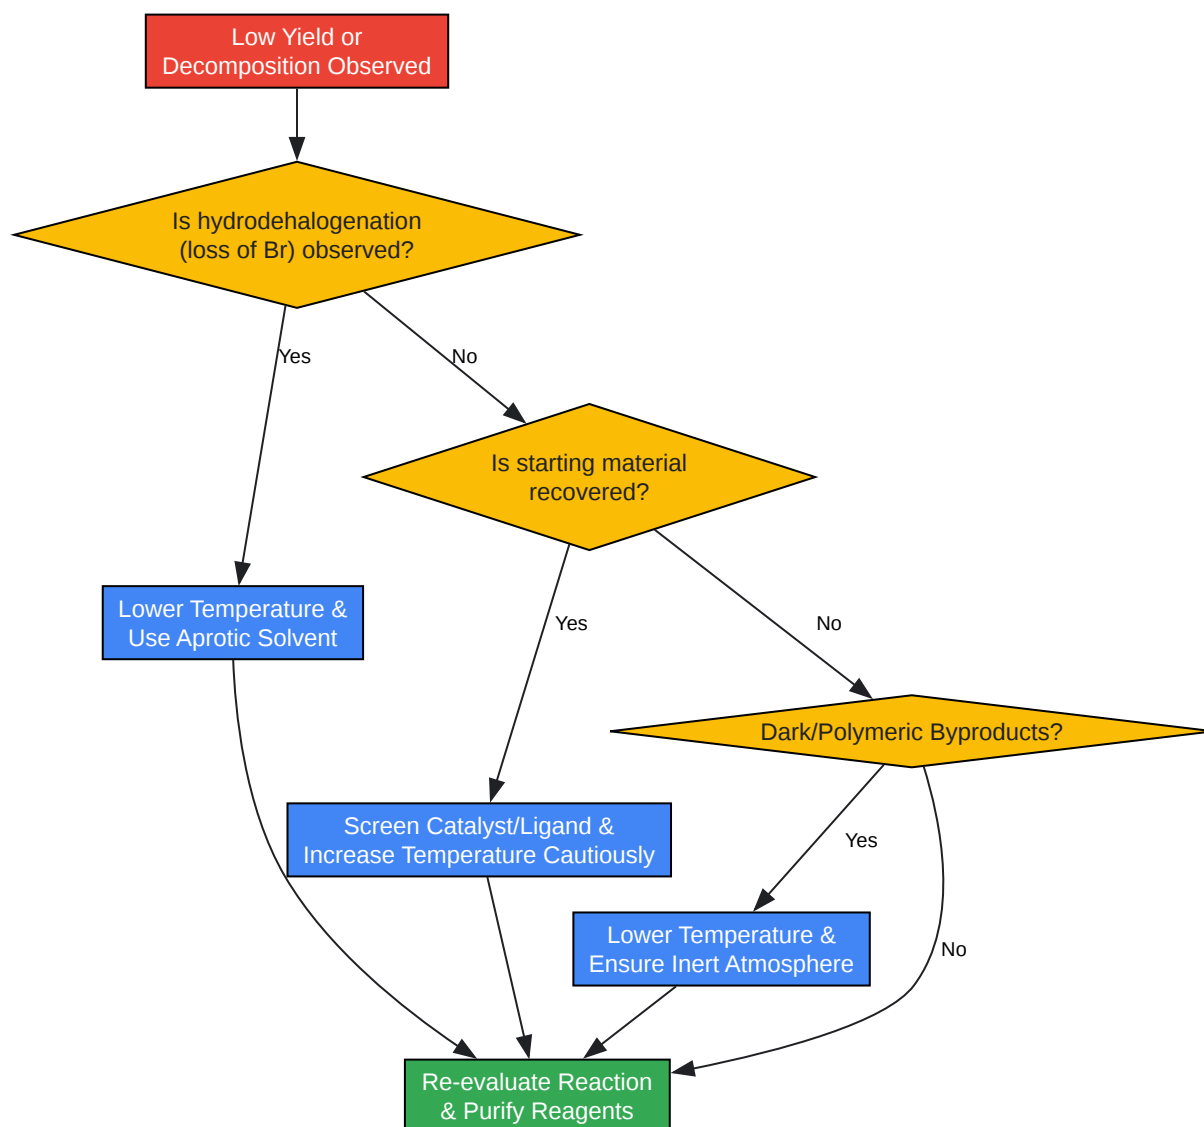 Low Yield or
Decomposition Observed
Is hydrodehalogenation
(loss of Br) observed?
Yes
No
Is starting material
recovered?
Lower Temperature &
Use Aprotic Solvent
Yes
No
Dark/Polymeric Byproducts?
Screen Catalyst/Ligand &
Increase Temperature Cautiously
Yes
Lower Temperature &
Ensure Inert Atmosphere
No
Re-evaluate Reaction
& Purify Reagents